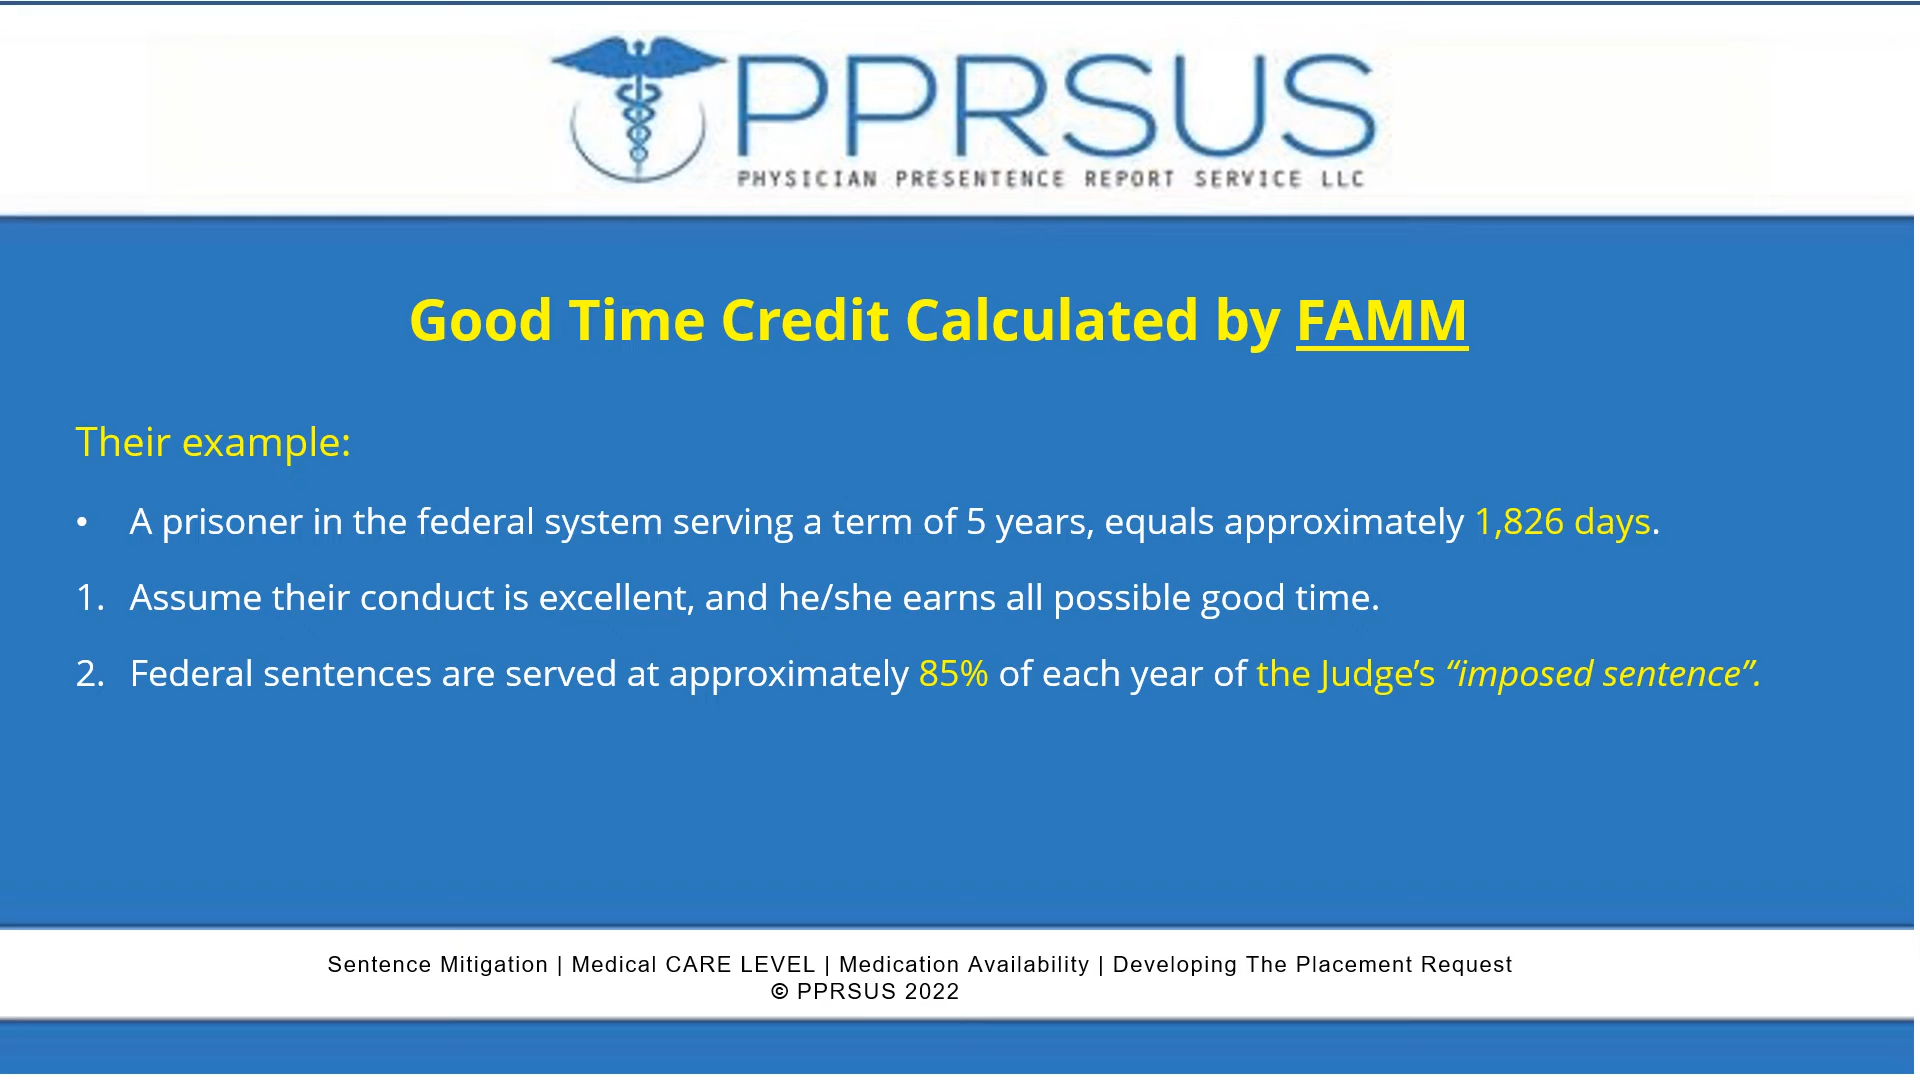 PPRSUS
PHYSICIAN PRESENTENCE REPORT SERVICE LLC
Good Time Credit Calculated by FAMM
Their example:
• A prisoner in the federal system serving a term of 5 years, equals approximately 1,826 days.
1. Assume their conduct is excellent, and he/she earns all possible good time.
2. Federal sentences are served at approximately 85% of each year of the Judge’s “imposed sentence”.
Sentence Mitigation | Medical CARE LEVEL | Medication Availability | Developing The Placement Request
© PPRSUS 2022